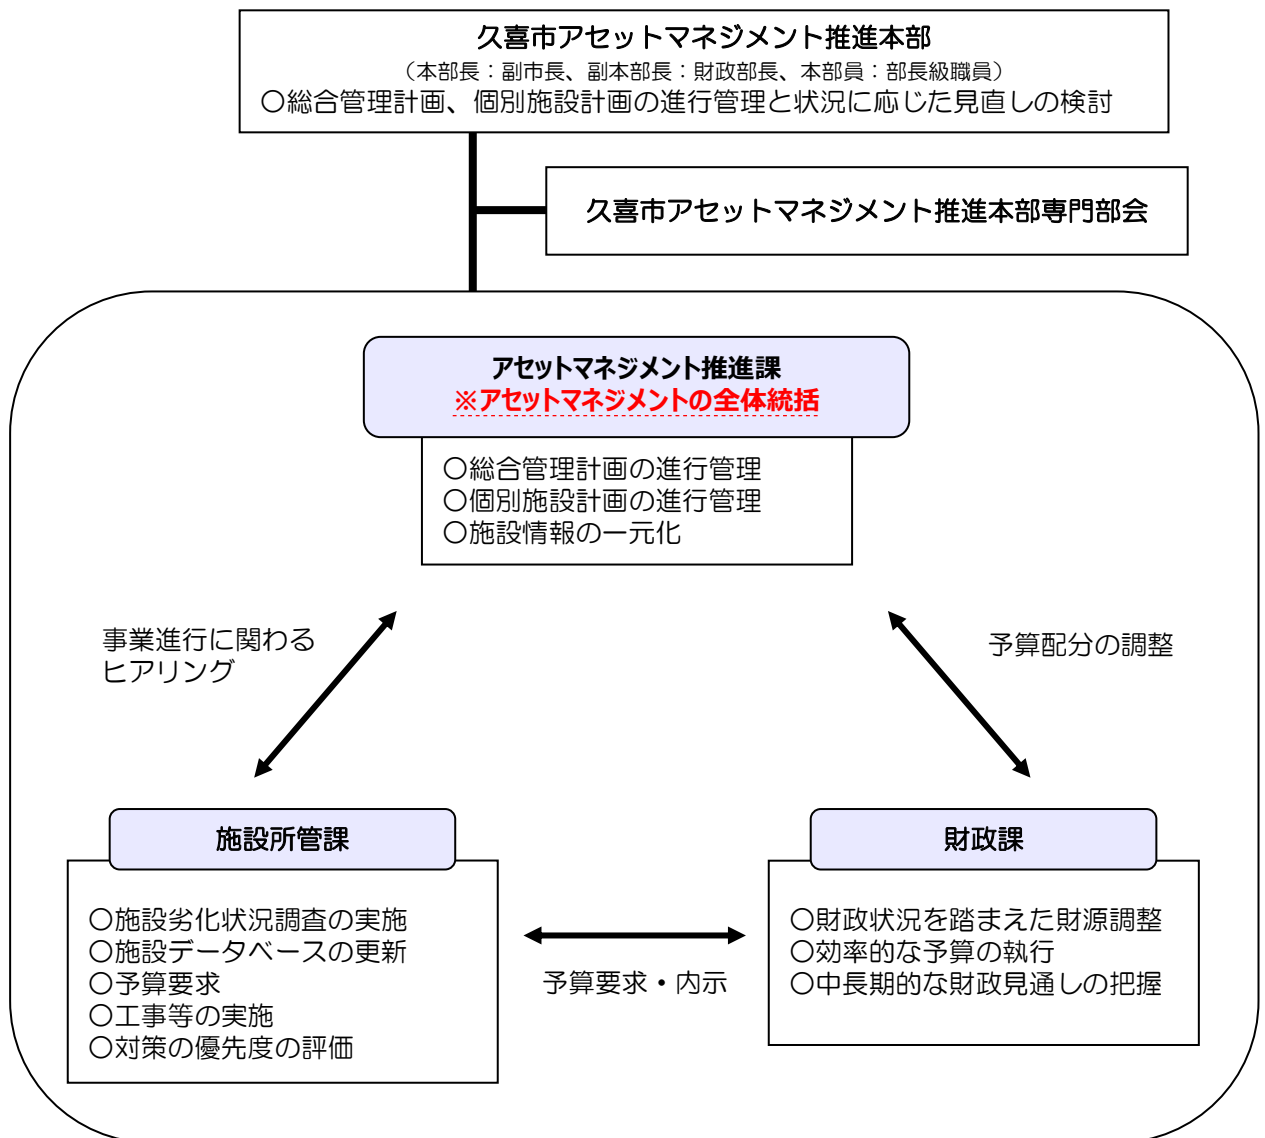 久喜市アセットマネジメント推進本部
（本部長：副市長、副本部長：財政部長、本部員：部長級職員）
〇総合管理計画、個別施設計画の進行管理と状況に応じた見直しの検討
久喜市アセットマネジメント推進本部専門部会
アセットマネジメント推進課
※アセットマネジメントの全体統括
〇総合管理計画の進行管理
〇個別施設計画の進行管理
〇施設情報の一元化
事業進行に関わる
ヒアリング
予算配分の調整
施設所管課
〇施設劣化状況調査の実施
〇施設データベースの更新
〇予算要求
〇工事等の実施
〇対策の優先度の評価
予算要求・内示
財政課
〇財政状況を踏まえた財源調整
〇効率的な予算の執行
〇中長期的な財政見通しの把握